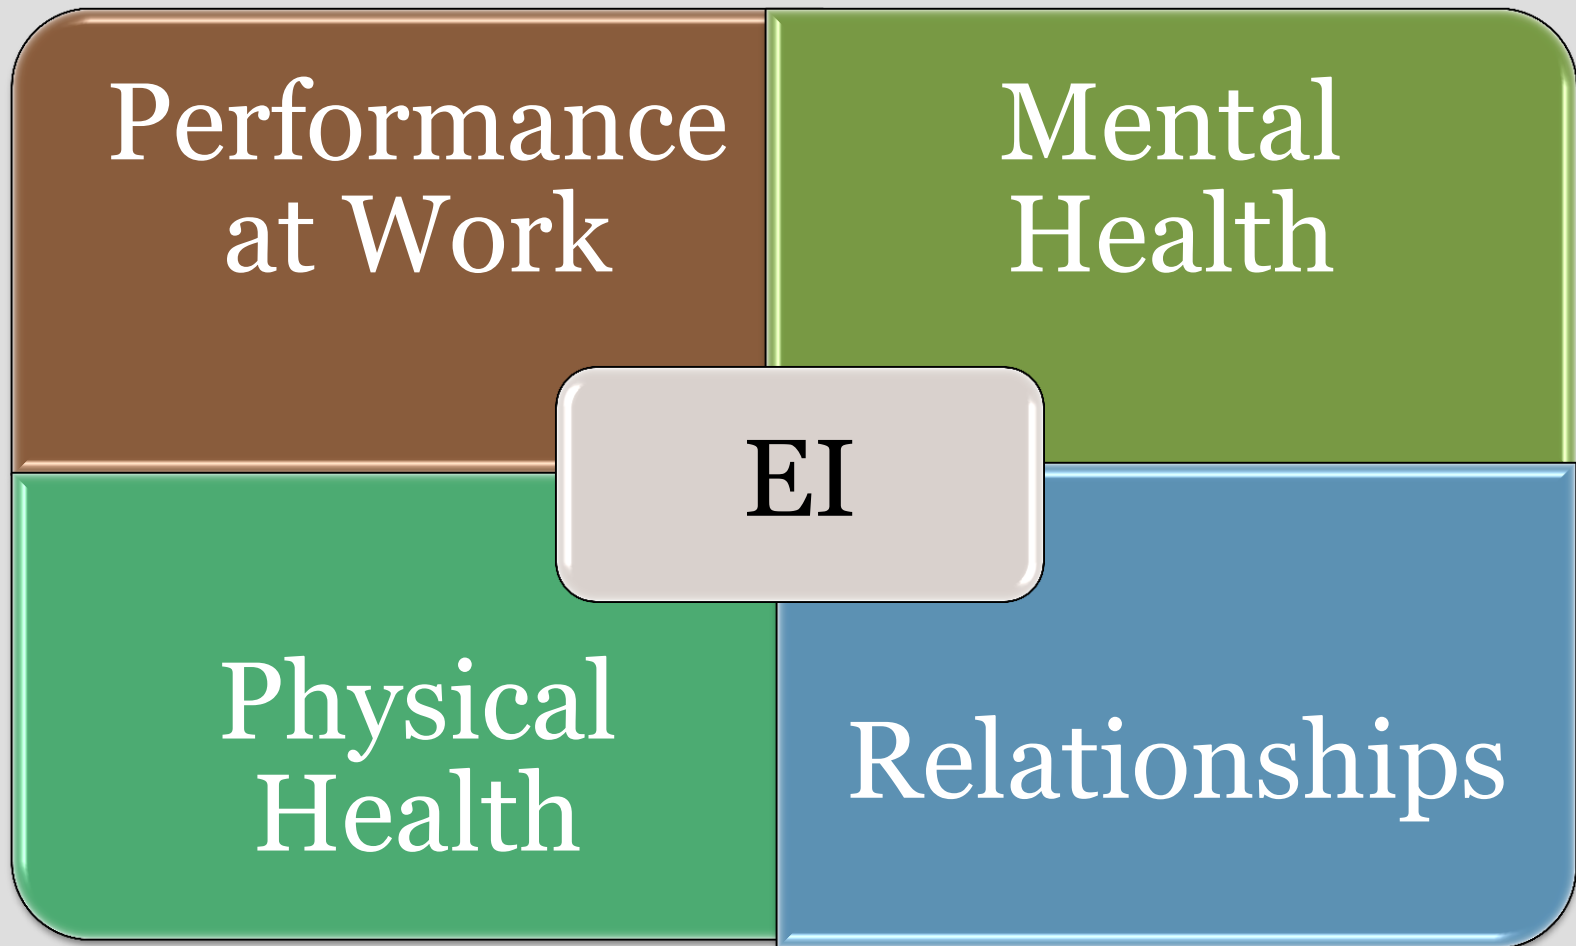 Performance
at Work
Mental
Health
EI
Physical
Health
Relationships